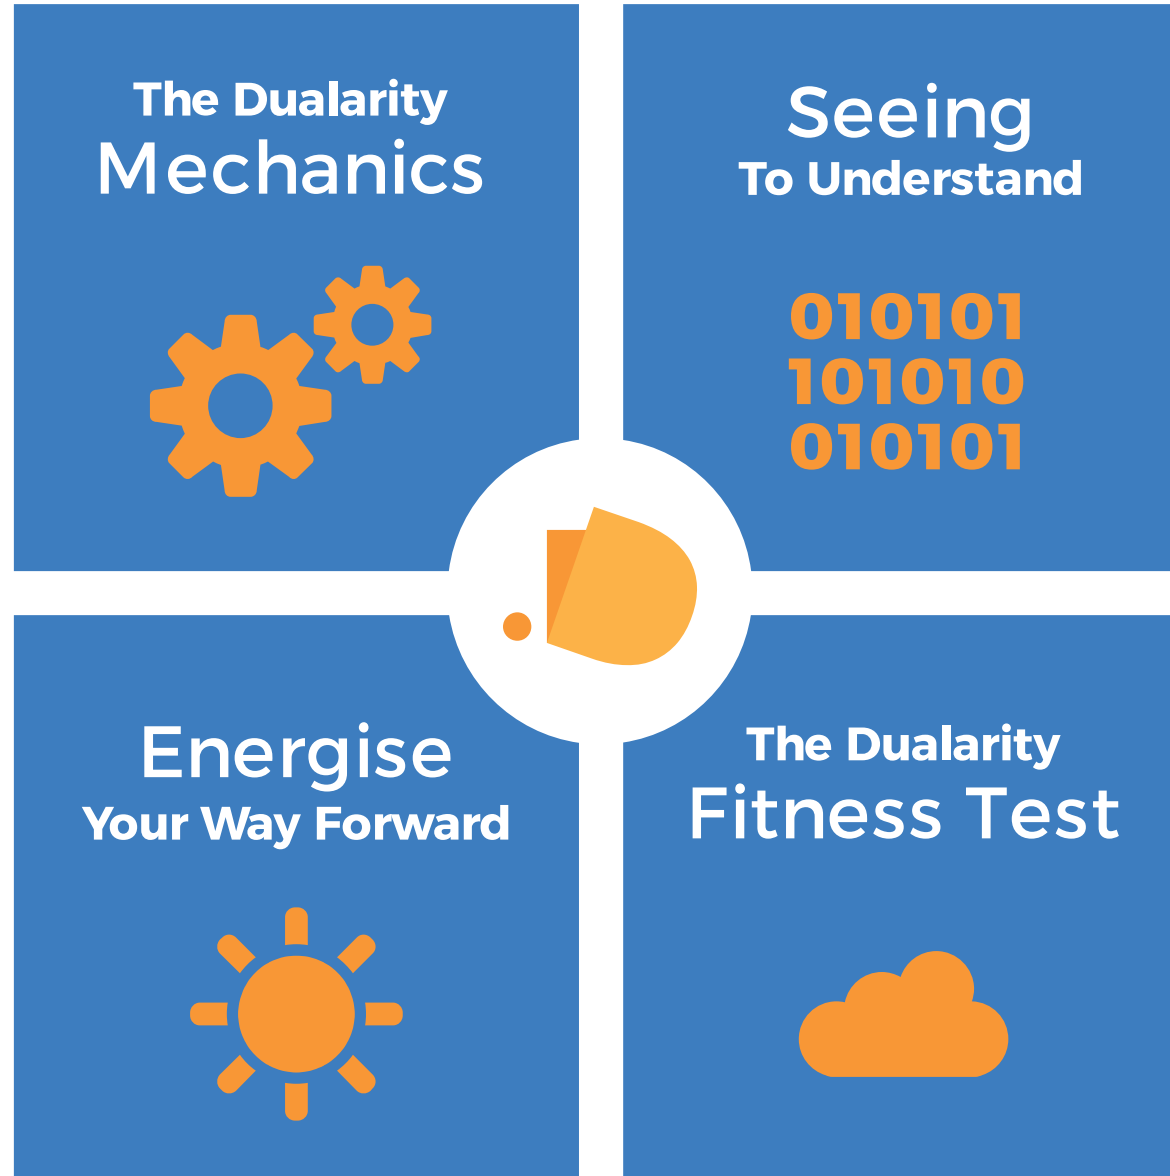 The Dualarity
Mechanics
Seeing
To Understand
010101
101010
010101
Energise
Your Way Forward
The Dualarity
Fitness Test